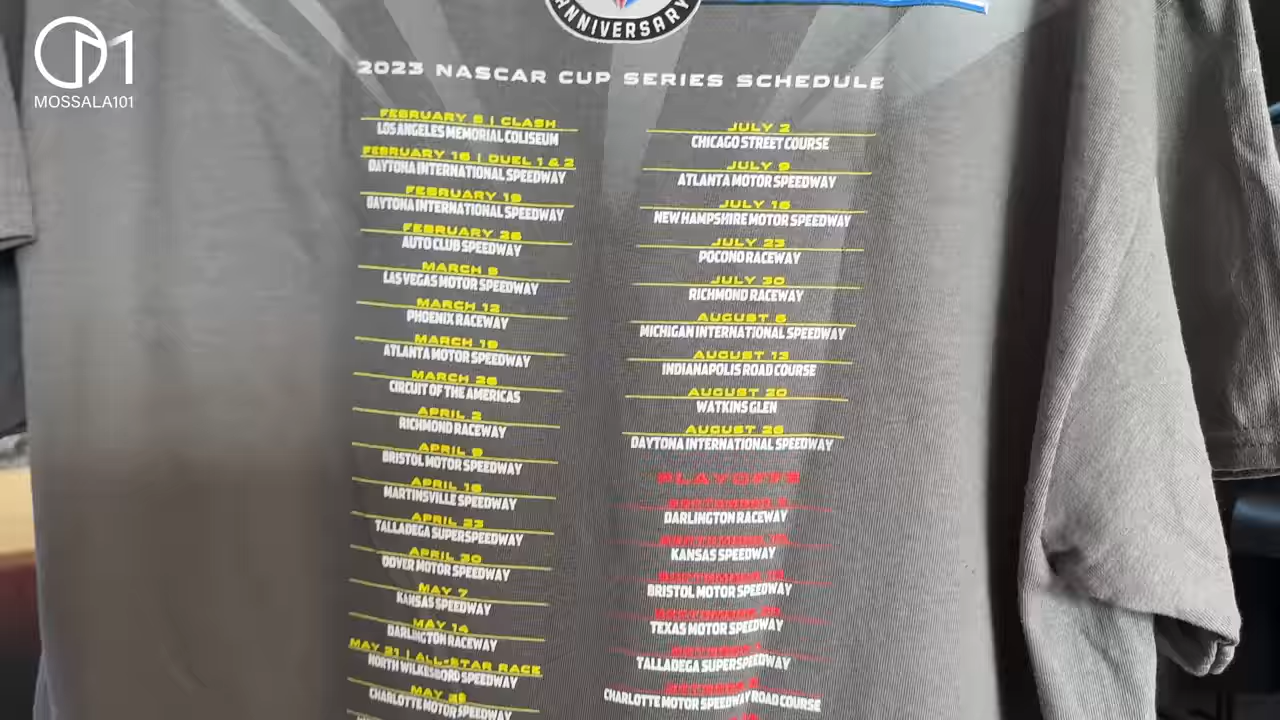 MOSSALA101
ANNIVERSARY
2023 NASCAR CUP SERIES SCHEDULE
FEBRUARY 5 | CLASH
LOS ANGELES MEMORIAL COLISEUM
FEBRUARY 16 | DUEL 1 & 2
DAYTONA INTERNATIONAL SPEEDWAY
FEBRUARY 19
DAYTONA INTERNATIONAL SPEEDWAY
FEBRUARY 26
AUTO CLUB SPEEDWAY
MARCH 5
LAS VEGAS MOTOR SPEEDWAY
MARCH 12
PHOENIX RACEWAY
MARCH 19
ATLANTA MOTOR SPEEDWAY
MARCH 26
CIRCUIT OF THE AMERICAS
APRIL 2
RICHMOND RACEWAY
APRIL 9
BRISTOL MOTOR SPEEDWAY
APRIL 16
MARTINSVILLE SPEEDWAY
APRIL 23
TALLADEGA SUPERSPEEDWAY
APRIL 30
DOVER MOTOR SPEEDWAY
MAY 7
KANSAS SPEEDWAY
MAY 14
DARLINGTON RACEWAY
MAY 21 | ALL-STAR RACE
NORTH WILKESBORO SPEEDWAY
MAY 28
CHARLOTTE MOTOR SPEEDWAY
JULY 2
CHICAGO STREET COURSE
JULY 9
ATLANTA MOTOR SPEEDWAY
JULY 16
NEW HAMPSHIRE MOTOR SPEEDWAY
JULY 23
POCONO RACEWAY
JULY 30
RICHMOND RACEWAY
AUGUST 6
MICHIGAN INTERNATIONAL SPEEDWAY
AUGUST 13
INDIANAPOLIS ROAD COURSE
AUGUST 20
WATKINS GLEN
AUGUST 26
DAYTONA INTERNATIONAL SPEEDWAY
PLAYOFFS
DARLINGTON RACEWAY
KANSAS SPEEDWAY
BRISTOL MOTOR SPEEDWAY
TEXAS MOTOR SPEEDWAY
TALLADEGA SUPERSPEEDWAY
CHARLOTTE MOTOR SPEEDWAY ROAD COURSE